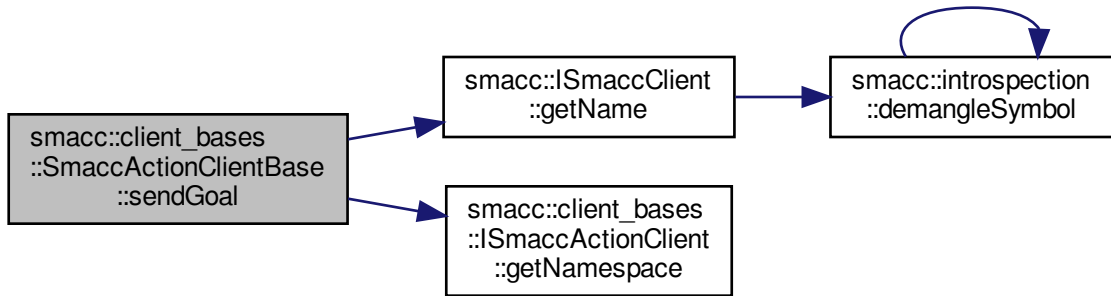 smacc::client_bases
::SmaccActionClientBase
::sendGoal
smacc::ISmaccClient
::getName
smacc::introspection
::demangleSymbol
smacc::client_bases
::ISmaccActionClient
::getNamespace